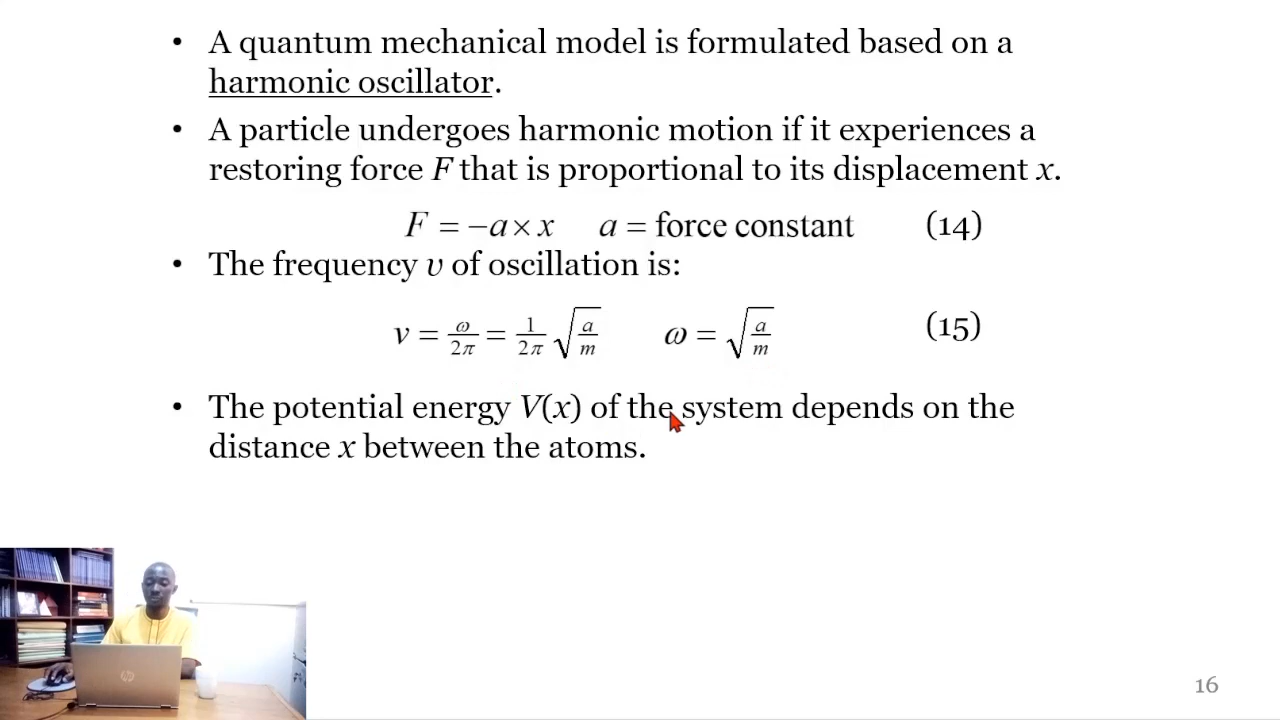 • A quantum mechanical model is formulated based on a
harmonic oscillator.
• A particle undergoes harmonic motion if it experiences a
restoring force F that is proportional to its displacement x.
F = −a × x a = force constant (14)
• The frequency υ of oscillation is:
ν = ω/2π = 1/2π √a/m ω = √a/m (15)
• The potential energy V(x) of the system depends on the
distance x between the atoms.
hp
16